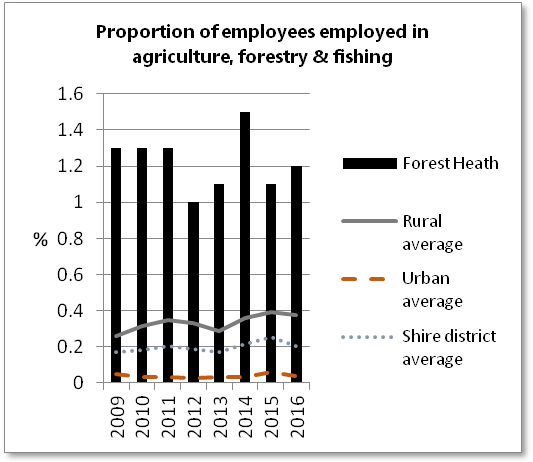 Proportion of employees employed in
agriculture, forestry & fishing
1.6
1.4
1.2
1
0.8
0.6
0.4
0.2
0
%
2009
2010
2011
2012
2013
2014
2015
2016
Forest Heath
Rural
average
Urban
average
Shire district
average